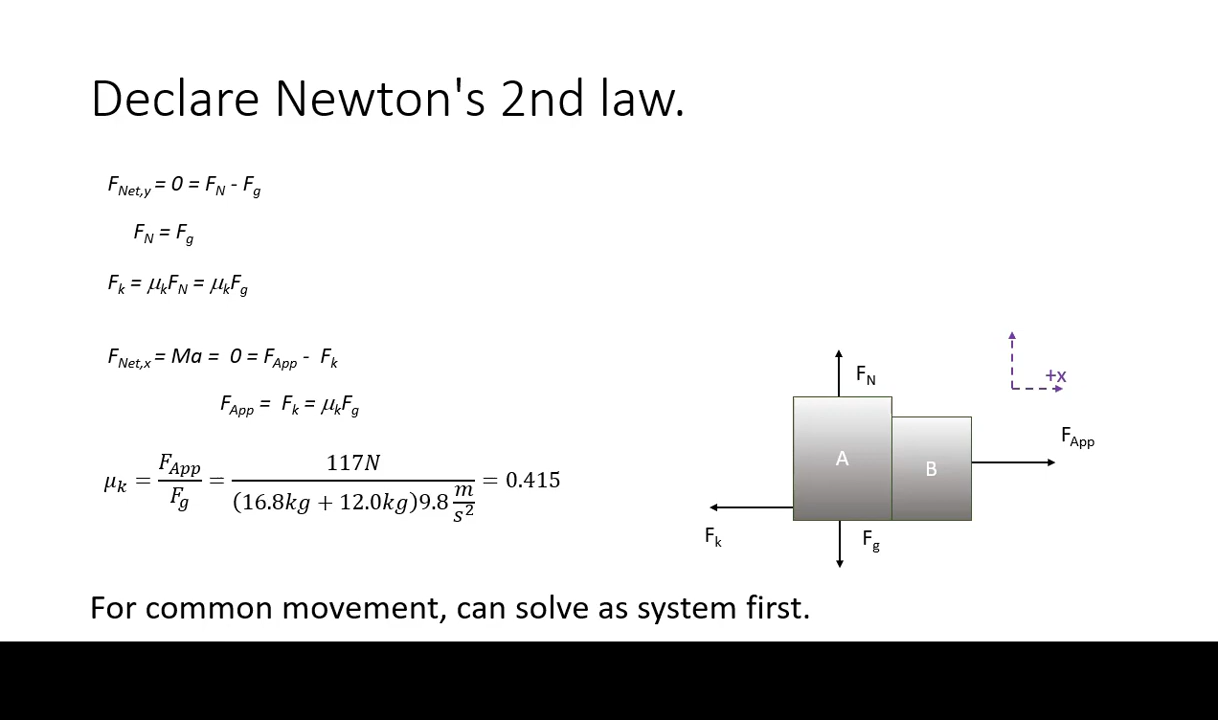 Declare Newton's 2nd law.
F_Net,y = 0 = F_N - F_g
F_N = F_g
F_k = μ_kF_N = μ_kF_g
F_Net,x = Ma = 0 = F_App - F_k
F_App = F_k = μ_kF_g
μ_k = F_App / F_g = 117N / (16.8kg + 12.0kg)9.8 m/s² = 0.415
F_N
+x
F_App
A
B
F_k
F_g
For common movement, can solve as system first.